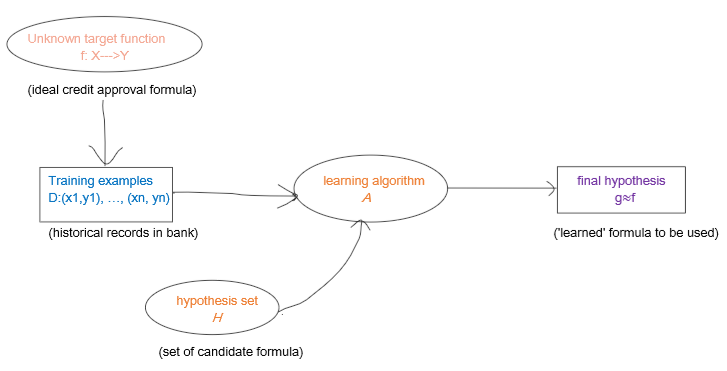 Unknown target function
f: X--->Y
(ideal credit approval formula)
Training examples
D:(x1,y1), ..., (xn, yn)
(historical records in bank)
learning algorithm
A
final hypothesis
g≈f
('learned' formula to be used)
hypothesis set
H
(set of candidate formula)